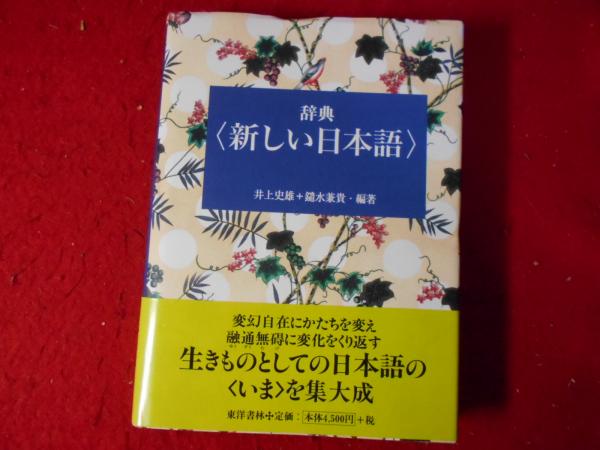 辞典
〈新しい日本語〉
井上史雄+鑓水兼貴・編著
変幻自在にかたちを変え
融通無碍に変化をくり返す
生きものとしての日本語の
〈いま〉を集大成
東洋書林✢定価：本体4,500円+税